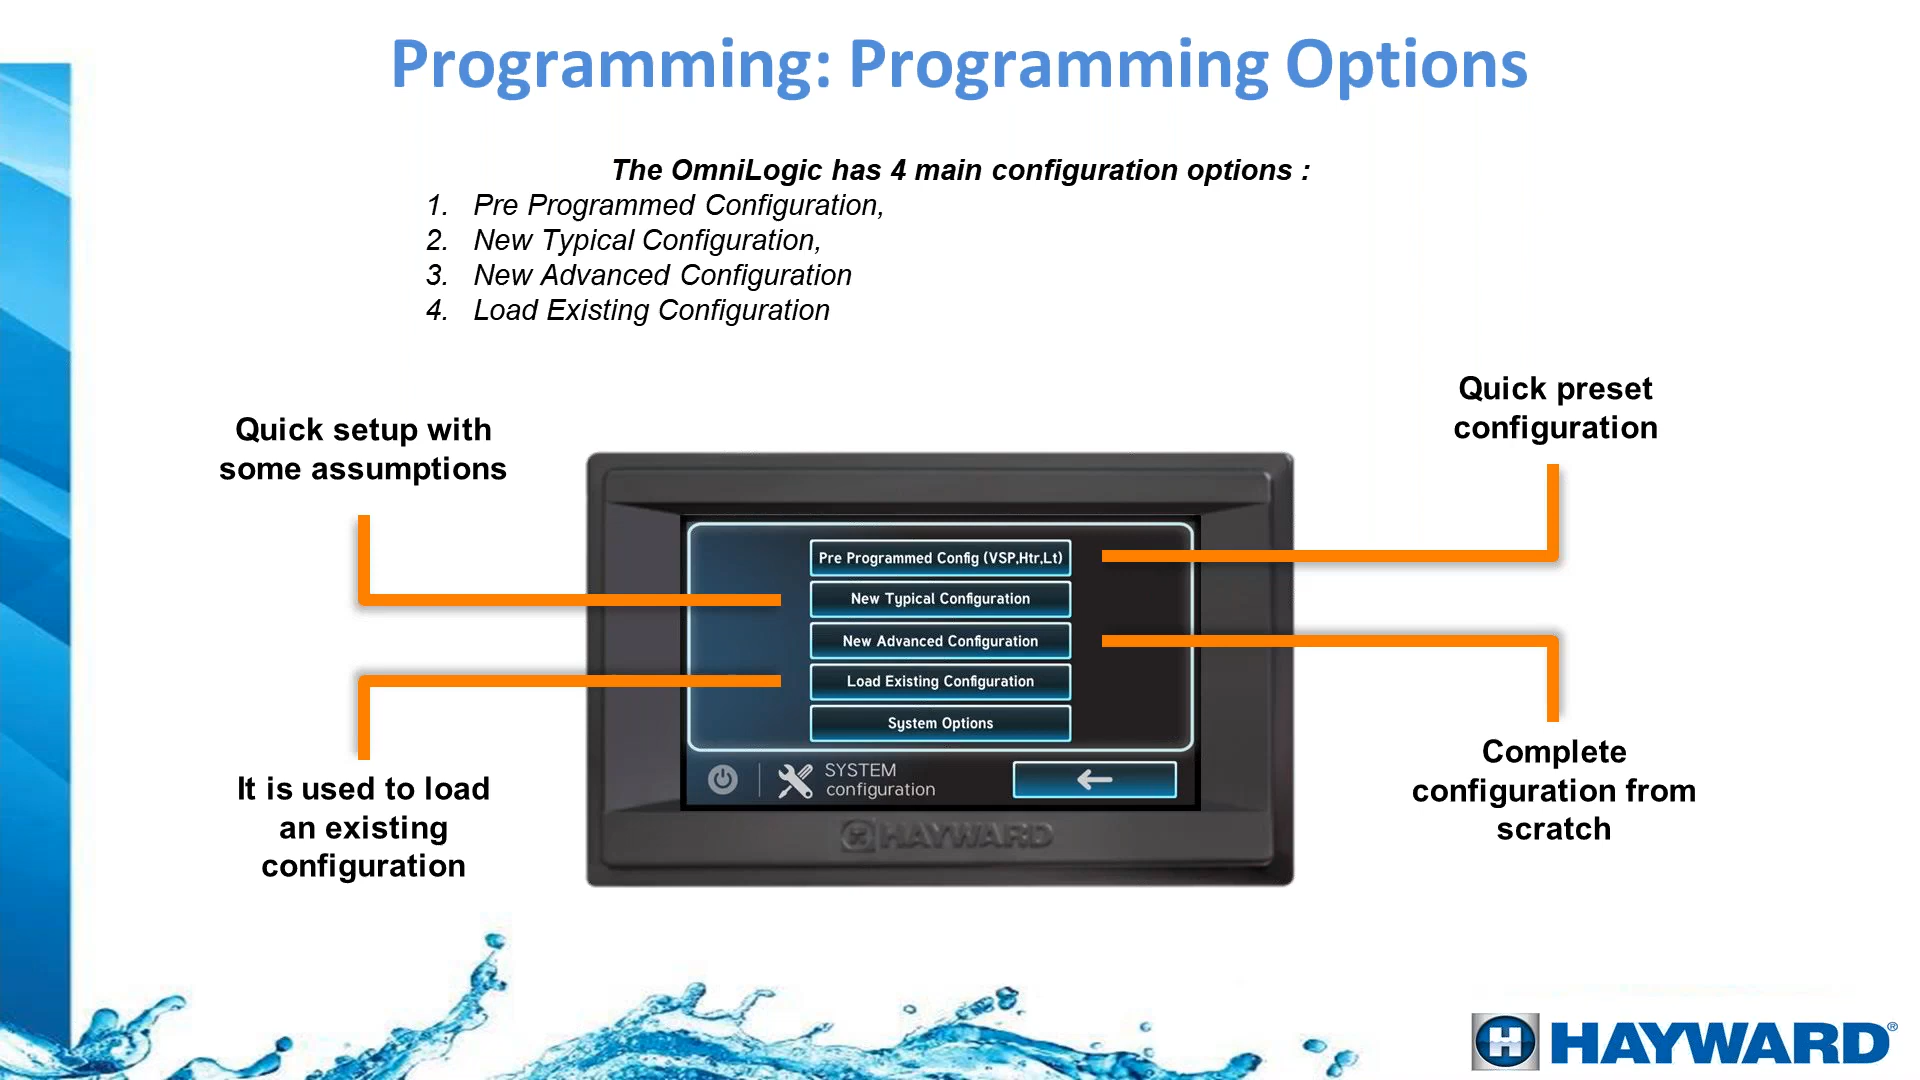 Programming: Programming Options
The OmniLogic has 4 main configuration options :
1. Pre Programmed Configuration,
2. New Typical Configuration,
3. New Advanced Configuration
4. Load Existing Configuration
Quick setup with
some assumptions
Quick preset
configuration
Pre Programmed Config (VSP,Htr,Lt)
New Typical Configuration
New Advanced Configuration
Load Existing Configuration
System Options
SYSTEM
configuration
HAYWARD
It is used to load
an existing
configuration
Complete
configuration from
scratch
HAYWARD®